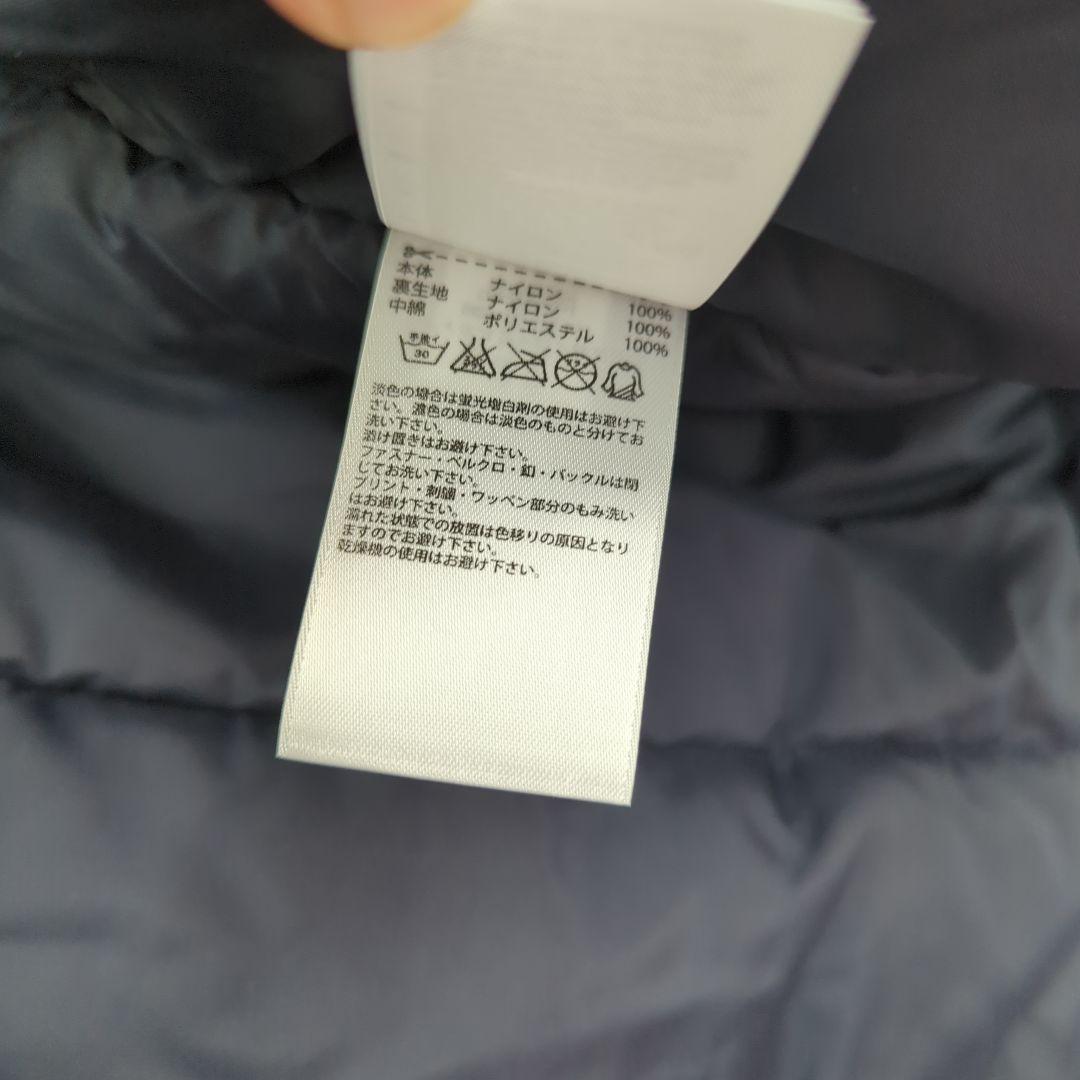 本体 ナイロン 100%
裏生地 ナイロン 100%
中綿 ポリエステル 100%
手洗イ
30
淡色の場合は蛍光増白剤の使用はお避け下
さい。濃色の場合は淡色のものと分けてお
洗い下さい。
漬け置きはお避け下さい。
ファスナー・ベルクロ・釦・バックルは閉
じてお洗い下さい。
プリント・刺繍・ワッペン部分のもみ洗い
はお避け下さい。
濡れた状態での放置は色移りの原因となり
ますのでお避け下さい。
乾燥機の使用はお避け下さい。